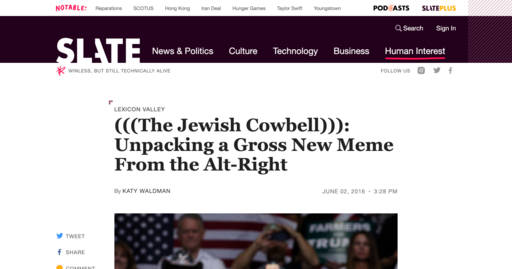 NOTABLE! Reparations SCOTUS Hong Kong Iran Deal Hunger Games Taylor Swift Youngstown PODCASTS SLATEPLUS
Search Sign In
SLATE News & Politics Culture Technology Business Human Interest
WINLESS, BUT STILL TECHNICALLY ALIVE FOLLOW US
LEXICON VALLEY
(((The Jewish Cowbell))):
Unpacking a Gross New Meme
From the Alt-Right
By KATY WALDMAN JUNE 02, 2016 • 3:28 PM
FARMERS
TRUMP
TWEET
SHARE
COMMENT